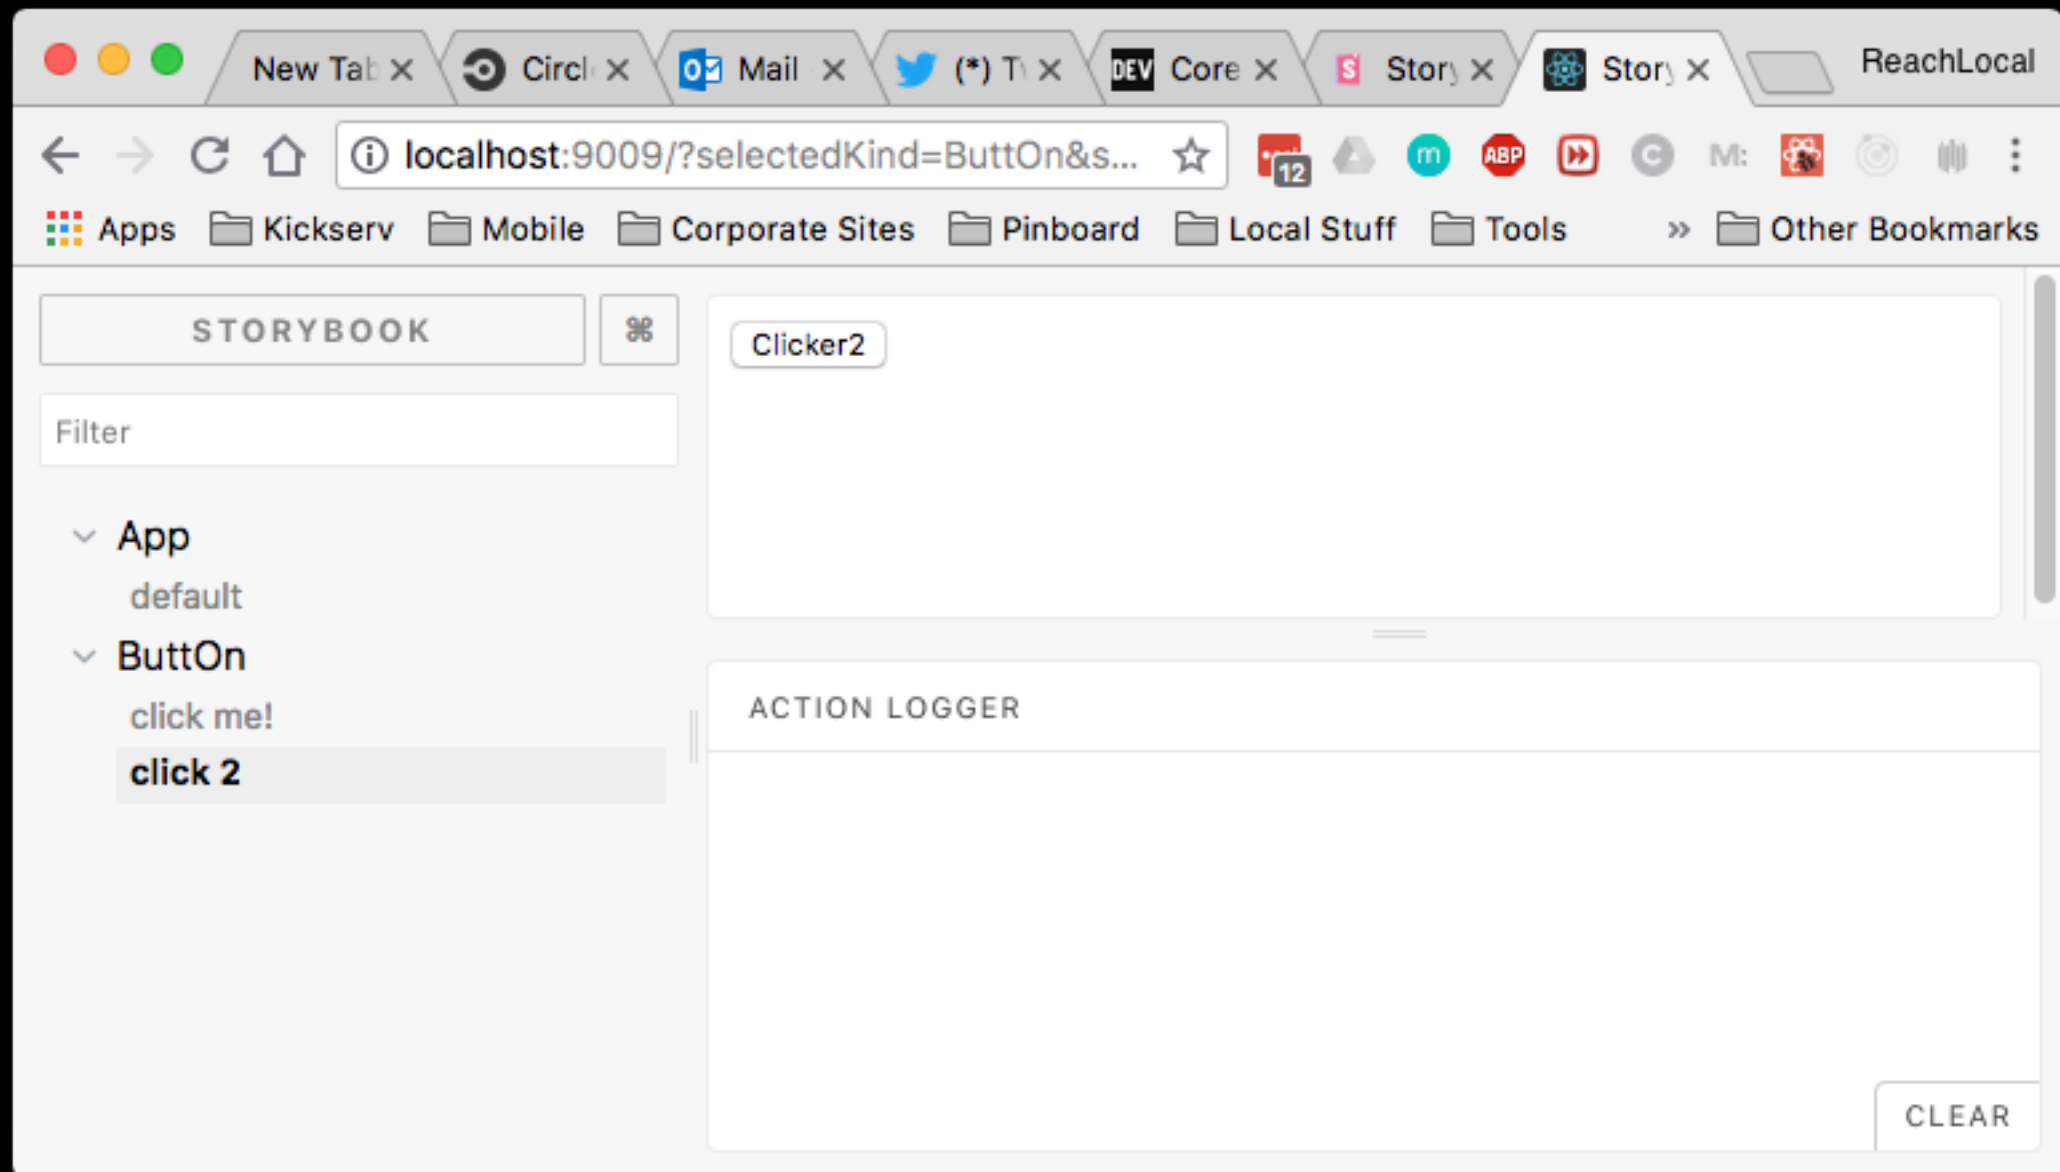 New Tab Circl Mail (*) Tw DEV Core S Story Story ReachLocal
localhost:9009/?selectedKind=ButtOn&s... 12 m ABP C M:
Apps Kickserv Mobile Corporate Sites Pinboard Local Stuff Tools » Other Bookmarks
STORYBOOK ⌘
Filter
App
default
ButtOn
click me!
click 2
Clicker2
ACTION LOGGER
CLEAR